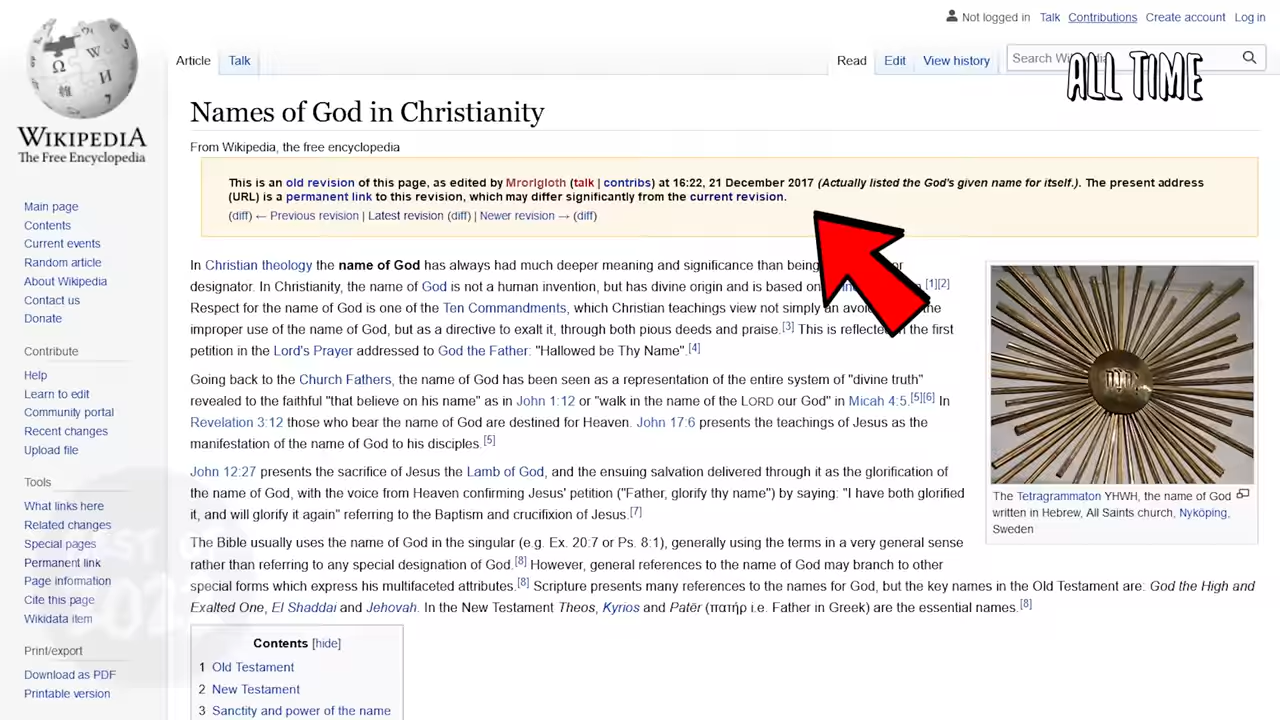 Not logged in Talk Contributions Create account Log in
Article Talk Read Edit View history
ALL TIME
WIKIPEDIA
The Free Encyclopedia
Main page
Contents
Current events
Random article
About Wikipedia
Contact us
Donate
Contribute
Help
Learn to edit
Community portal
Recent changes
Upload file
Tools
What links here
Related changes
Special pages
Permanent link
Page information
Cite this page
Wikidata item
Print/export
Download as PDF
Printable version
Names of God in Christianity
From Wikipedia, the free encyclopedia
This is an old revision of this page, as edited by Mrorlgloth (talk | contribs) at 16:22, 21 December 2017 (Actually listed the God's given name for itself.). The present address
(URL) is a permanent link to this revision, which may differ significantly from the current revision.
(diff) ← Previous revision | Latest revision (diff) | Newer revision → (diff)
In Christian theology the name of God has always had much deeper meaning and significance than being
designator. In Christianity, the name of God is not a human invention, but has divine origin and is based on [1][2]
Respect for the name of God is one of the Ten Commandments, which Christian teachings view not simply an
improper use of the name of God, but as a directive to exalt it, through both pious deeds and praise.[3] This is reflected the first
petition in the Lord's Prayer addressed to God the Father: "Hallowed be Thy Name".[4]
Going back to the Church Fathers, the name of God has been seen as a representation of the entire system of "divine truth"
revealed to the faithful "that believe on his name" as in John 1:12 or "walk in the name of the LORD our God" in Micah 4:5.[5][6] In
Revelation 3:12 those who bear the name of God are destined for Heaven. John 17:6 presents the teachings of Jesus as the
manifestation of the name of God to his disciples.[5]
John 12:27 presents the sacrifice of Jesus the Lamb of God, and the ensuing salvation delivered through it as the glorification of
the name of God, with the voice from Heaven confirming Jesus' petition ("Father, glorify thy name") by saying: "I have both glorified
it, and will glorify it again" referring to the Baptism and crucifixion of Jesus.[7]
The Bible usually uses the name of God in the singular (e.g. Ex. 20:7 or Ps. 8:1), generally using the terms in a very general sense
rather than referring to any special designation of God.[8] However, general references to the name of God may branch to other
special forms which express his multifaceted attributes.[8] Scripture presents many references to the names for God, but the key names in the Old Testament are: God the High and
Exalted One, El Shaddai and Jehovah. In the New Testament Theos, Kyrios and Patēr (πατήρ i.e. Father in Greek) are the essential names.[8]
The Tetragrammaton YHWH, the name of God
written in Hebrew, All Saints church, Nyköping,
Sweden
Contents [hide]
1 Old Testament
2 New Testament
3 Sanctity and power of the name